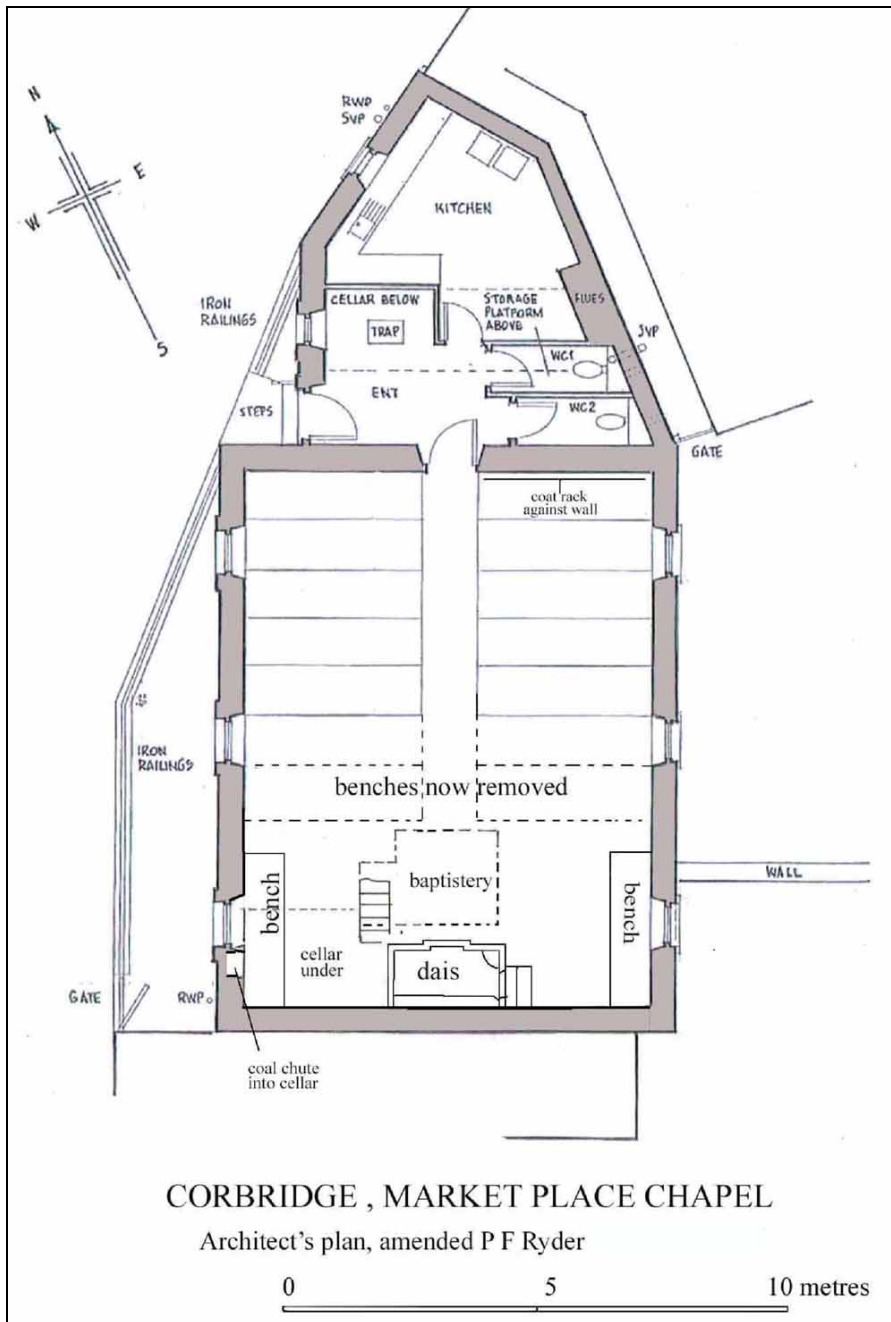 N
E
W
S
RWP
SVP
KITCHEN
IRON
RAILINGS
CELLAR BELOW
TRAP
STORAGE
PLATFORM
ABOVE
FLUES
SVP
WC1
ENT
STEPS
WC2
GATE
coat rack
against wall
IRON
RAILINGS
benches now removed
baptistery
WALL
bench
bench
cellar
under
dais
GATE
RWP
coal chute
into cellar
CORBRIDGE , MARKET PLACE CHAPEL
Architect's plan, amended P F Ryder
0 5 10 metres